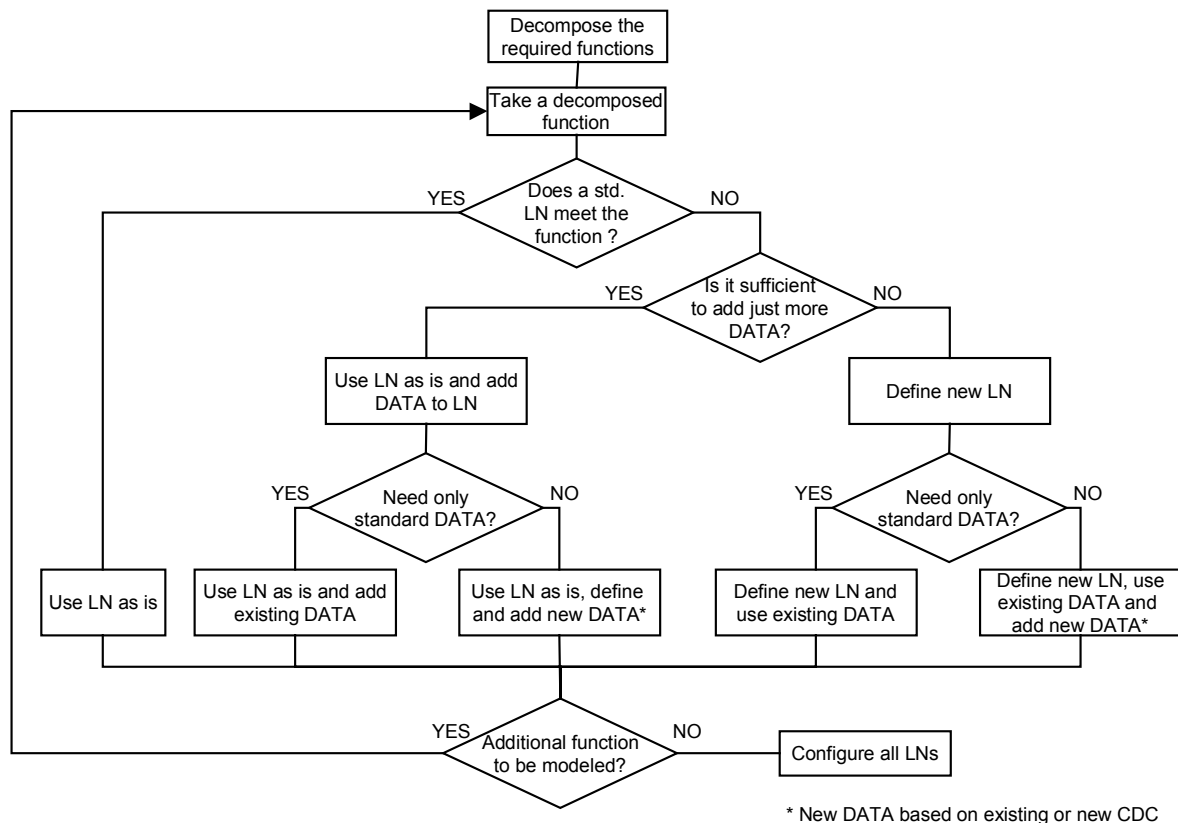 Decompose the
required functions
Take a decomposed
function
YES
Does a std.
LN meet the
function ?
NO
YES
Is it sufficient
to add just more
DATA?
NO
Use LN as is and add
DATA to LN
Define new LN
YES
Need only
standard DATA?
NO
YES
Need only
standard DATA?
NO
Use LN as is
Use LN as is and add
existing DATA
Use LN as is, define
and add new DATA*
Define new LN and
use existing DATA
Define new LN, use
existing DATA and
add new DATA*
YES
Additional function
to be modeled?
NO
Configure all LNs
* New DATA based on existing or new CDC